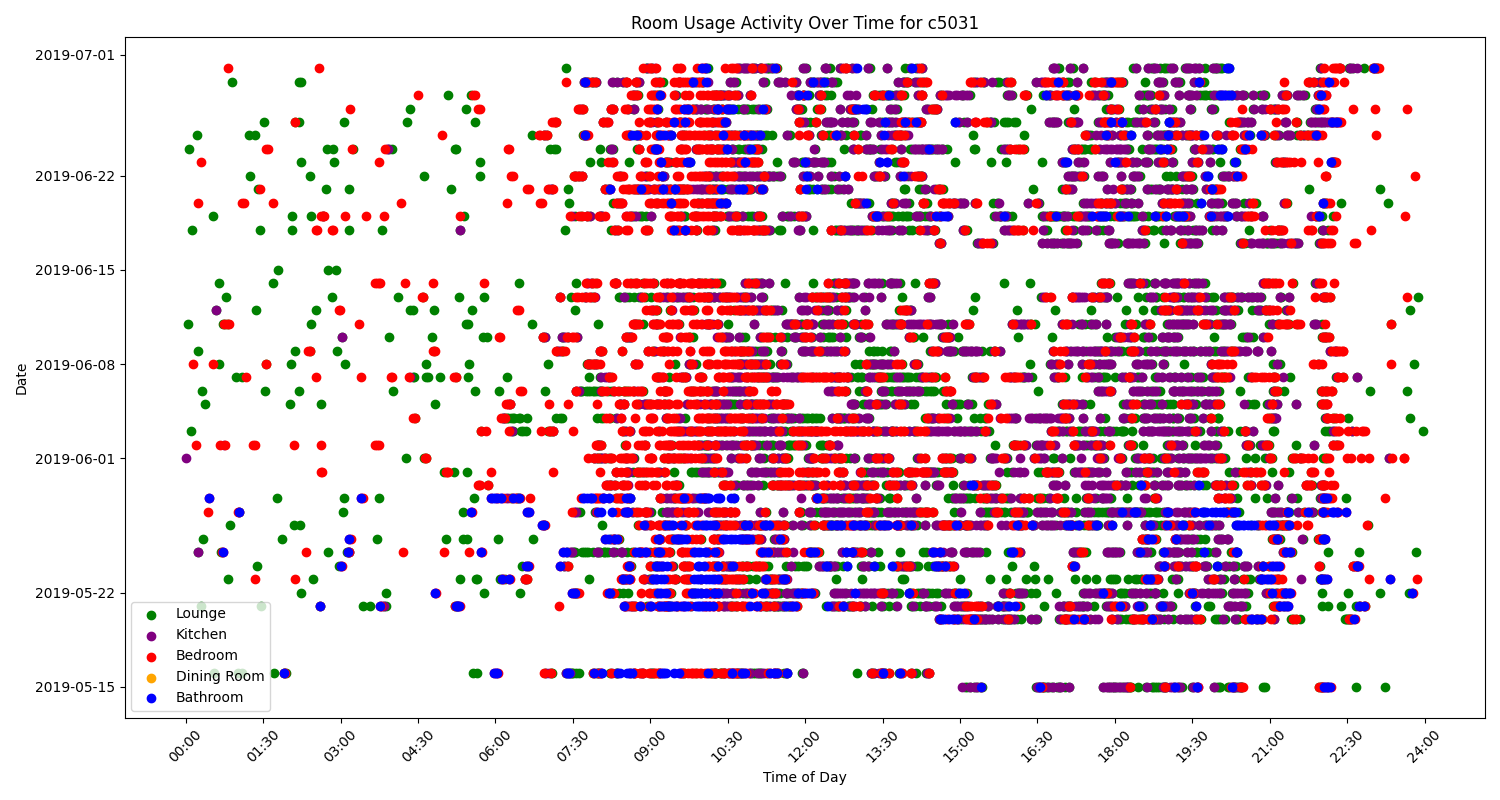 Room Usage Activity Over Time for c5031
Date
2019-07-01
2019-06-22
2019-06-15
2019-06-08
2019-06-01
2019-05-22
2019-05-15
Lounge
Kitchen
Bedroom
Dining Room
Bathroom
00:00 01:30 03:00 04:30 06:00 07:30 09:00 10:30 12:00 13:30 15:00 16:30 18:00 19:30 21:00 22:30 24:00
Time of Day